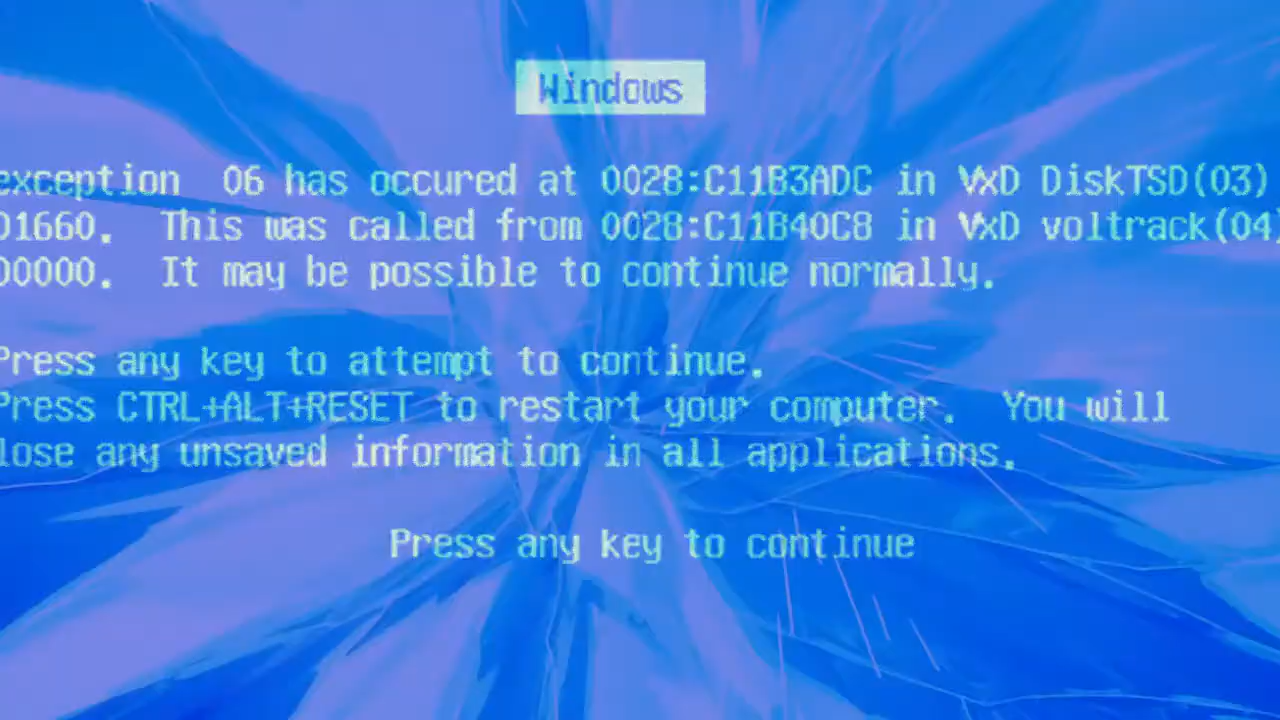 Windows
exception 06 has occured at 0028:C11B3ADC in VxD DiskTSD(03)
01660. This was called from 0028:C11B40C8 in VxD voltrack(04)
00000. It may be possible to continue normally.
Press any key to attempt to continue.
Press CTRL+ALT+RESET to restart your computer. You will
lose any unsaved information in all applications.
Press any key to continue